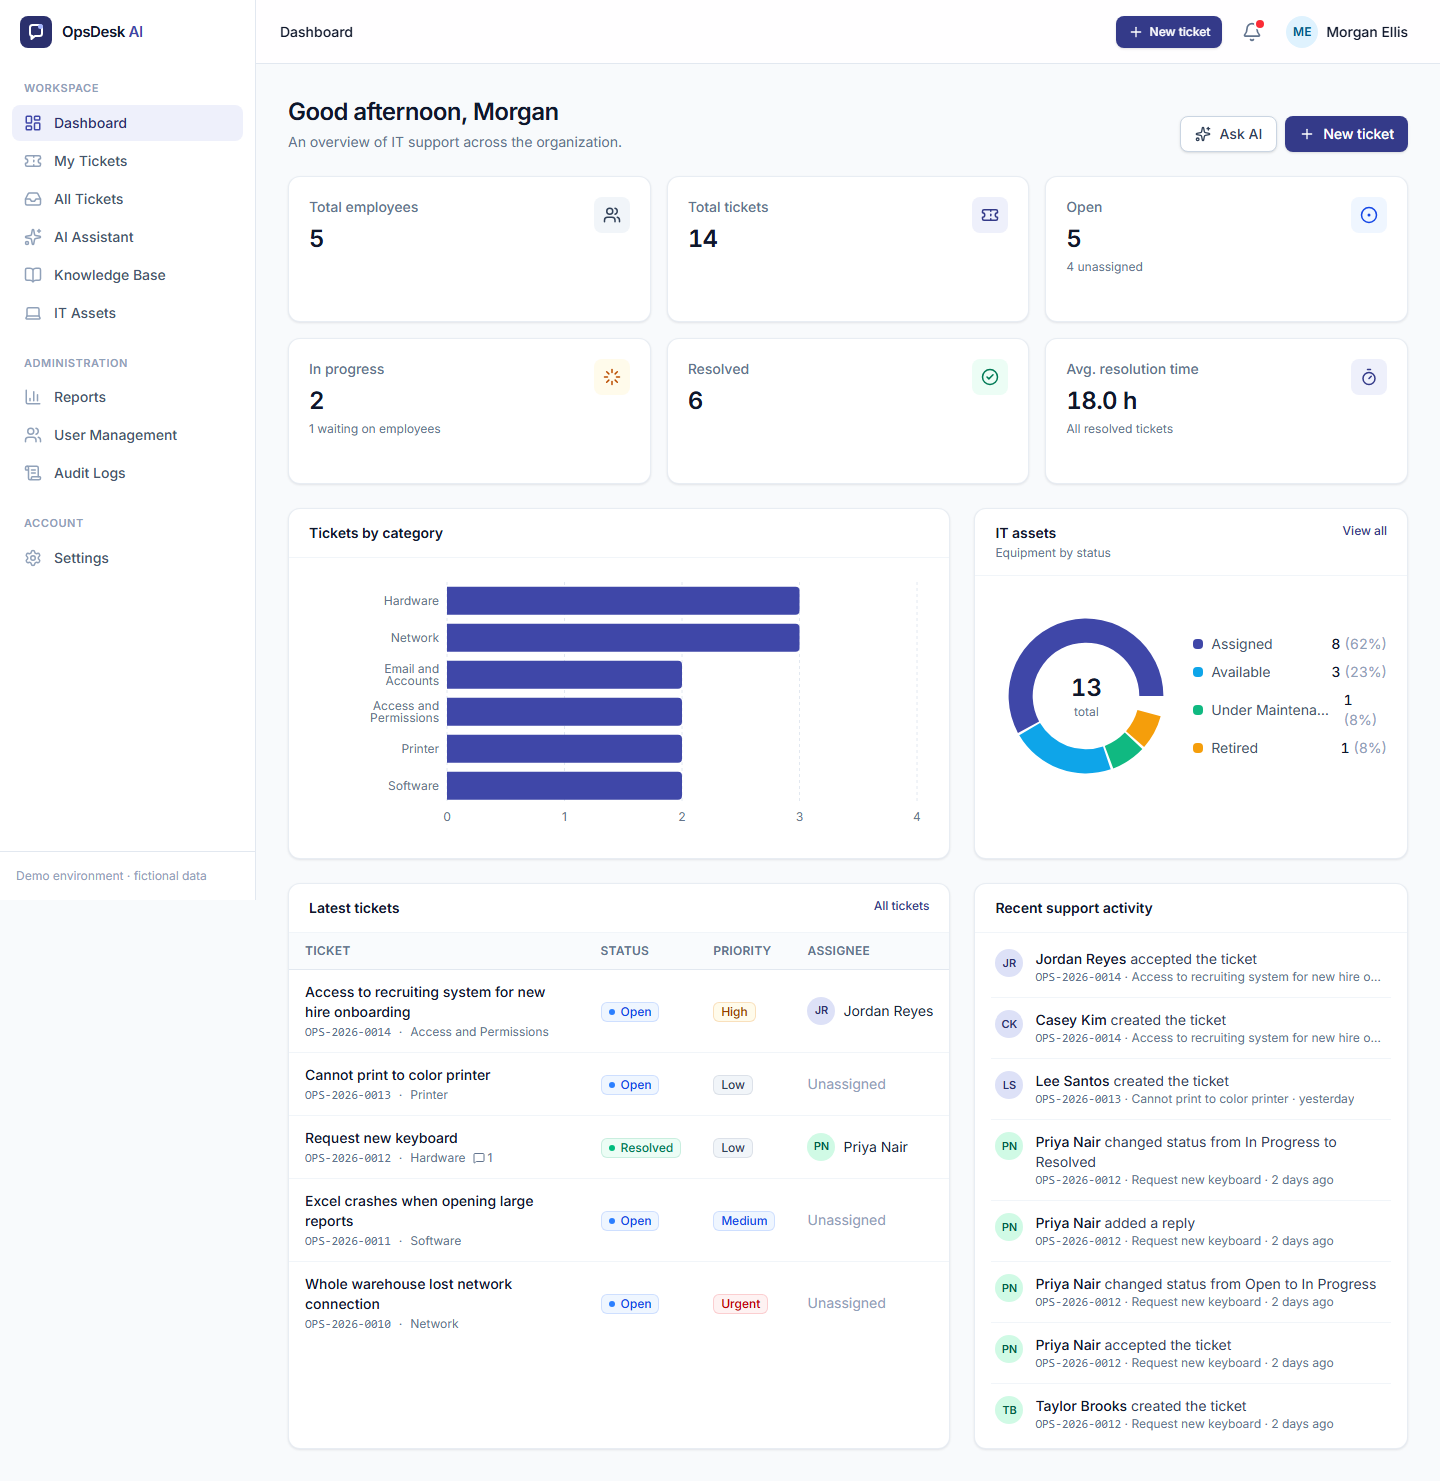 OpsDesk AI
Dashboard
New ticket
ME
Morgan Ellis
WORKSPACE
Dashboard
My Tickets
All Tickets
AI Assistant
Knowledge Base
IT Assets
ADMINISTRATION
Reports
User Management
Audit Logs
ACCOUNT
Settings
Demo environment · fictional data
Good afternoon, Morgan
An overview of IT support across the organization.
Ask AI
New ticket
Total employees
5
Total tickets
14
Open
5
4 unassigned
In progress
2
1 waiting on employees
Resolved
6
Avg. resolution time
18.0 h
All resolved tickets
Tickets by category
Hardware
Network
Email and
Accounts
Access and
Permissions
Printer
Software
0 1 2 3 4
IT assets
View all
Equipment by status
13
total
Assigned 8 (62%)
Available 3 (23%)
Under Maintena... 1
(8%)
Retired 1 (8%)
Latest tickets
All tickets
TICKET STATUS PRIORITY ASSIGNEE
Access to recruiting system for new
hire onboarding
OPS-2026-0014 · Access and Permissions
Open
High
JR Jordan Reyes
Cannot print to color printer
OPS-2026-0013 · Printer
Open
Low
Unassigned
Request new keyboard
OPS-2026-0012 · Hardware 1
Resolved
Low
PN Priya Nair
Excel crashes when opening large
reports
OPS-2026-0011 · Software
Open
Medium
Unassigned
Whole warehouse lost network
connection
OPS-2026-0010 · Network
Open
Urgent
Unassigned
Recent support activity
JR
Jordan Reyes accepted the ticket
OPS-2026-0014 · Access to recruiting system for new hire o...
CK
Casey Kim created the ticket
OPS-2026-0014 · Access to recruiting system for new hire o...
LS
Lee Santos created the ticket
OPS-2026-0013 · Cannot print to color printer · yesterday
PN
Priya Nair changed status from In Progress to
Resolved
OPS-2026-0012 · Request new keyboard · 2 days ago
PN
Priya Nair added a reply
OPS-2026-0012 · Request new keyboard · 2 days ago
PN
Priya Nair changed status from Open to In Progress
OPS-2026-0012 · Request new keyboard · 2 days ago
PN
Priya Nair accepted the ticket
OPS-2026-0012 · Request new keyboard · 2 days ago
TB
Taylor Brooks created the ticket
OPS-2026-0012 · Request new keyboard · 2 days ago